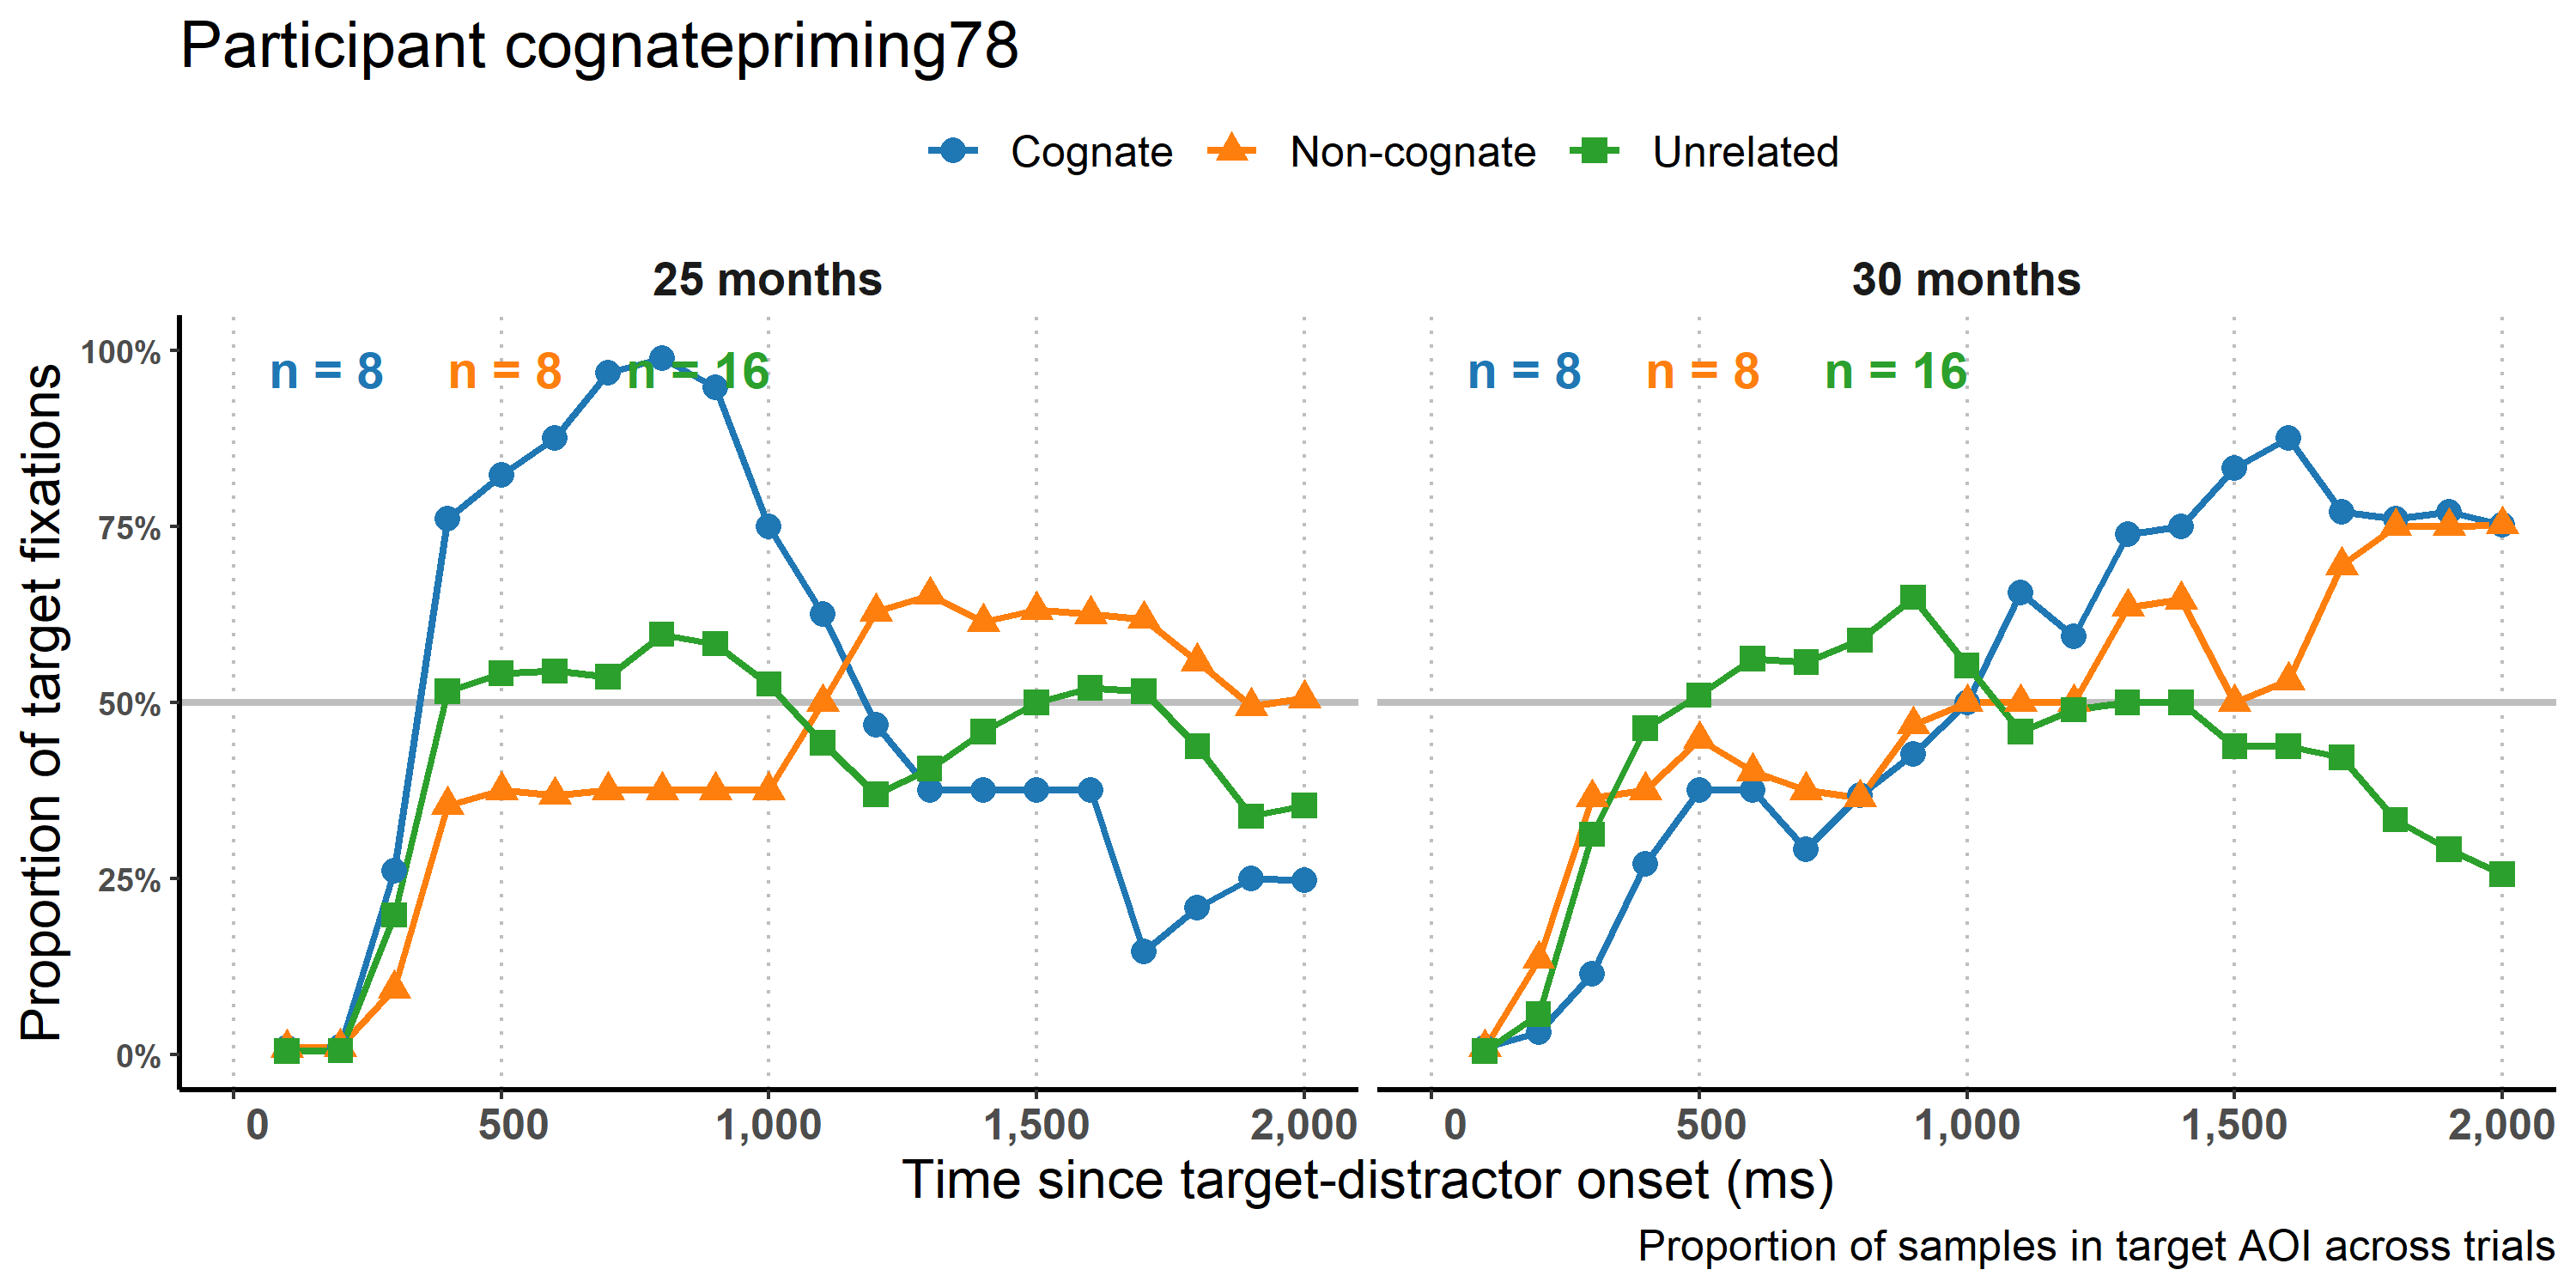 Participant cognatepriming78
Cognate Non-cognate Unrelated
25 months
30 months
n = 8 n = 8 n = 16
n = 8 n = 8 n = 16
Proportion of target fixations
100%
75%
50%
25%
0%
0 500 1,000 1,500 2,000
0 500 1,000 1,500 2,000
Time since target-distractor onset (ms)
Proportion of samples in target AOI across trials